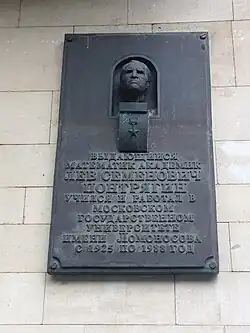 ВЫДАЮЩИЙСЯ
МАТЕМАТИК АКАДЕМИК
ЛЕВ СЕМЕНОВИЧ
ПОНТРЯГИН
УЧИЛСЯ И РАБОТАЛ В
МОСКОВСКОМ
ГОСУДАРСТВЕННОМ
УНИВЕРСИТЕТЕ
ИМЕНИ ЛОМОНОСОВА
С 1925 ПО 1988 ГОД